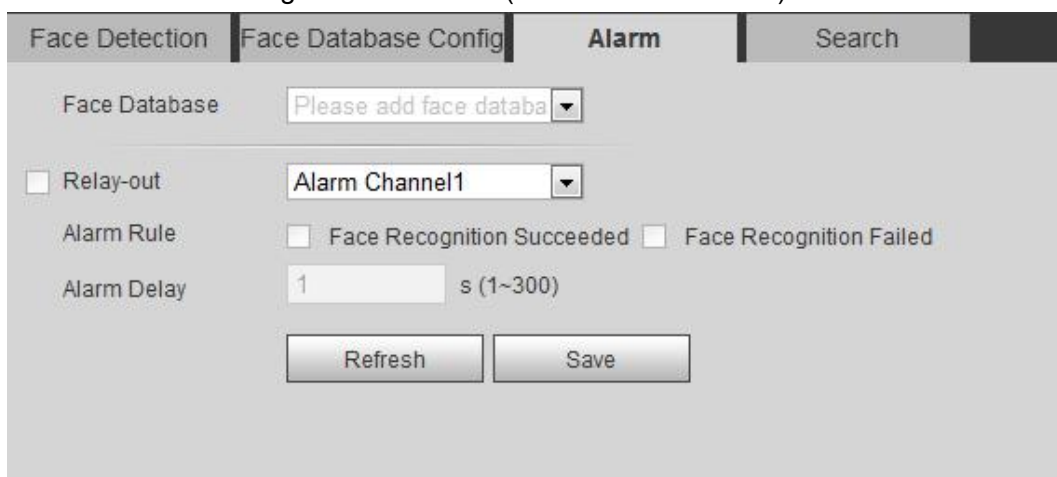 Face Detection Face Database Config Alarm Search
Face Database Please add face databa
Relay-out Alarm Channel1
Alarm Rule Face Recognition Succeeded Face Recognition Failed
Alarm Delay 1 s (1~300)
Refresh Save